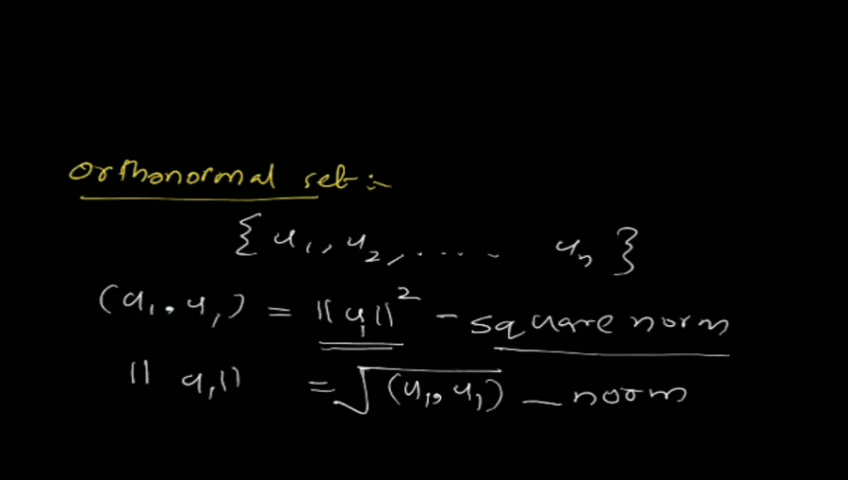 orthonormal set :-
{ u₁, u₂, ..... uₙ }
(u₁, u₁) = ||u₁||² - square norm
|| u₁|| = √(u₁, u₁) - norm